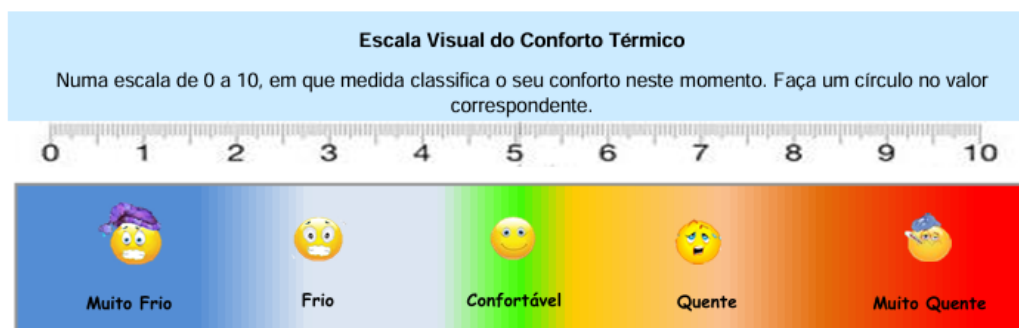 Escala Visual do Conforto Térmico
Numa escala de 0 a 10, em que medida classifica o seu conforto neste momento. Faça um círculo no valor
correspondente.
0 1 2 3 4 5 6 7 8 9 10
Muito Frio Frio Confortável Quente Muito Quente